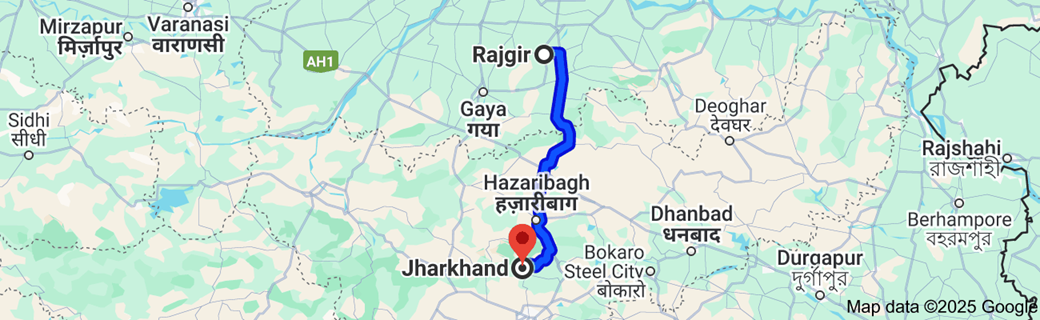 Varanasi
वाराणसी
Mirzapur
मिर्ज़ापुर
AH1
Rajgir
Gaya
गया
Deoghar
देवघर
Sidhi
सीधी
Rajshahi
রাজশাহী
Hazaribagh
हज़ारीबाग
Dhanbad
धनबाद
Berhampore
বহরমপুর
Jharkhand
Bokaro
Steel City
बोकारो
Durgapur
দুর্গাপুর
Map data ©2025 Google